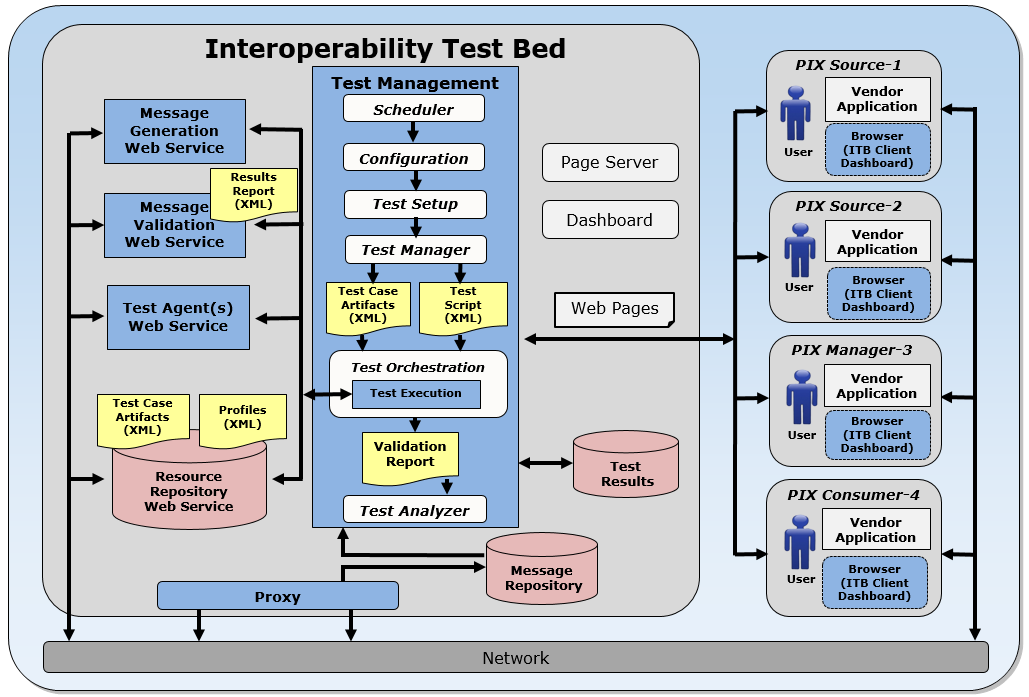 Interoperability Test Bed
Test Management
Scheduler
Configuration
Test Setup
Test Manager
Test Case
Artifacts
(XML)
Test
Script
(XML)
Test Orchestration
Test Execution
Validation
Report
Test Analyzer
Message
Generation
Web Service
Results
Report
(XML)
Message
Validation
Web Service
Test Agent(s)
Web Service
Test Case
Artifacts
(XML)
Profiles
(XML)
Resource
Repository
Web Service
Page Server
Dashboard
Web Pages
Test
Results
Message
Repository
Proxy
Network
PIX Source-1
Vendor
Application
User
Browser
(ITB Client
Dashboard)
PIX Source-2
Vendor
Application
User
Browser
(ITB Client
Dashboard)
PIX Manager-3
Vendor
Application
User
Browser
(ITB Client
Dashboard)
PIX Consumer-4
Vendor
Application
User
Browser
(ITB Client
Dashboard)